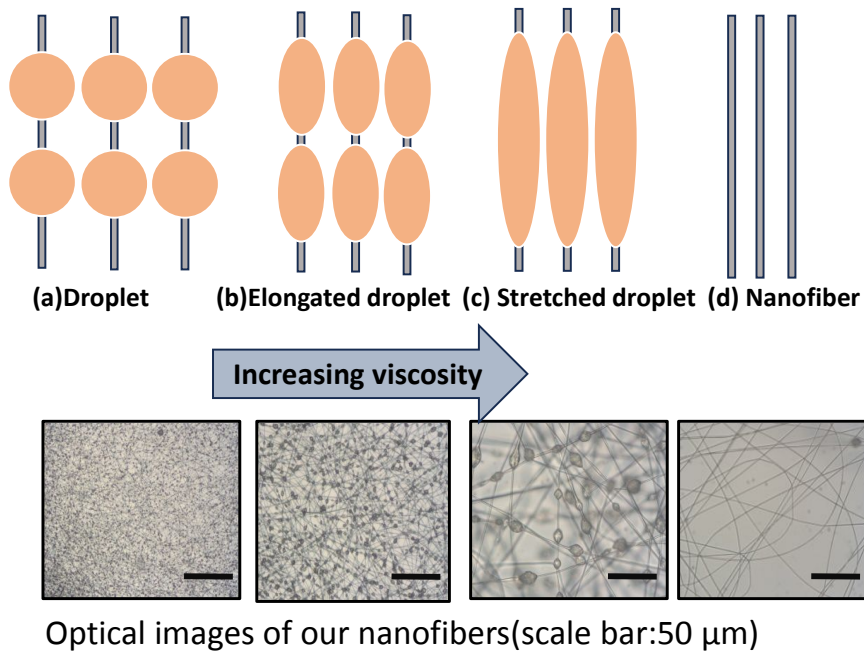 (a)Droplet
(b)Elongated droplet
(c) Stretched droplet
(d) Nanofiber
Increasing viscosity
Optical images of our nanofibers(scale bar:50 μm)